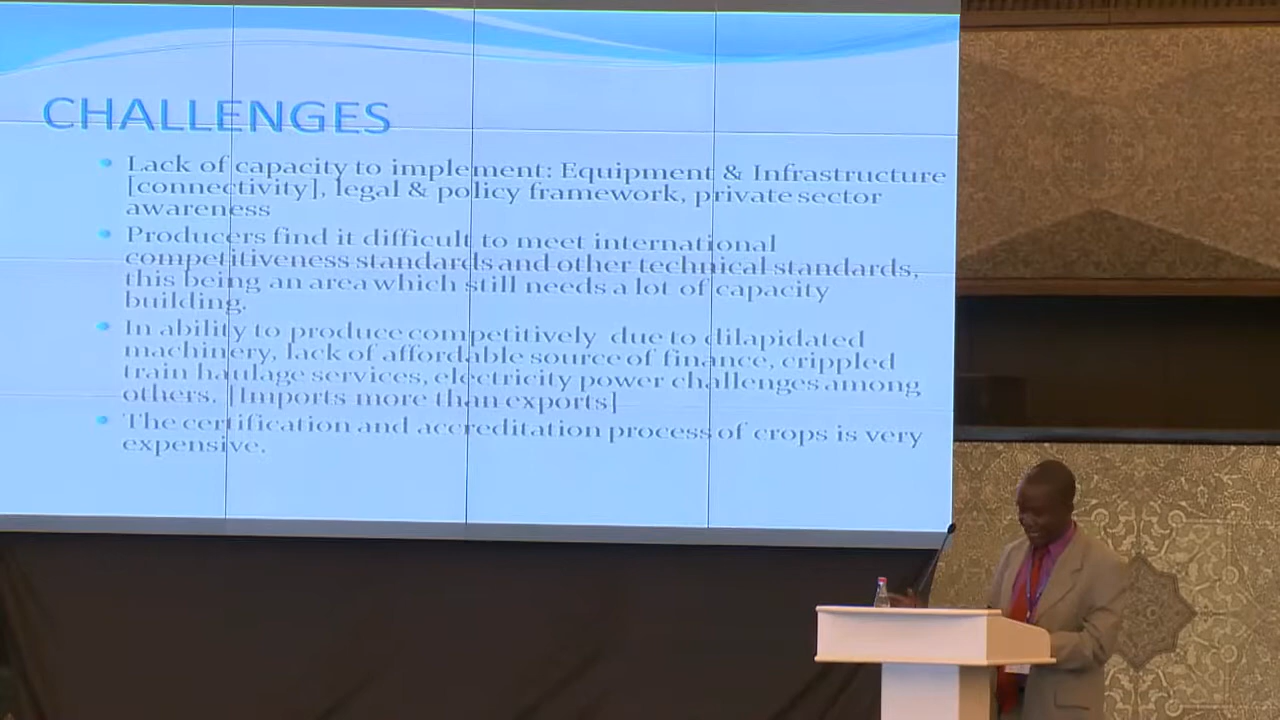 CHALLENGES
Lack of capacity to implement: Equipment & Infrastructure
[connectivity], legal & policy framework, private sector
awareness
Producers find it difficult to meet international
competitiveness standards and other technical standards,
this being an area which still needs a lot of capacity
building.
In ability to produce competitively due to dilapidated
machinery, lack of affordable source of finance, crippled
train haulage services, electricity power challenges among
others. [Imports more than exports]
The certification and accreditation process of crops is very
expensive.